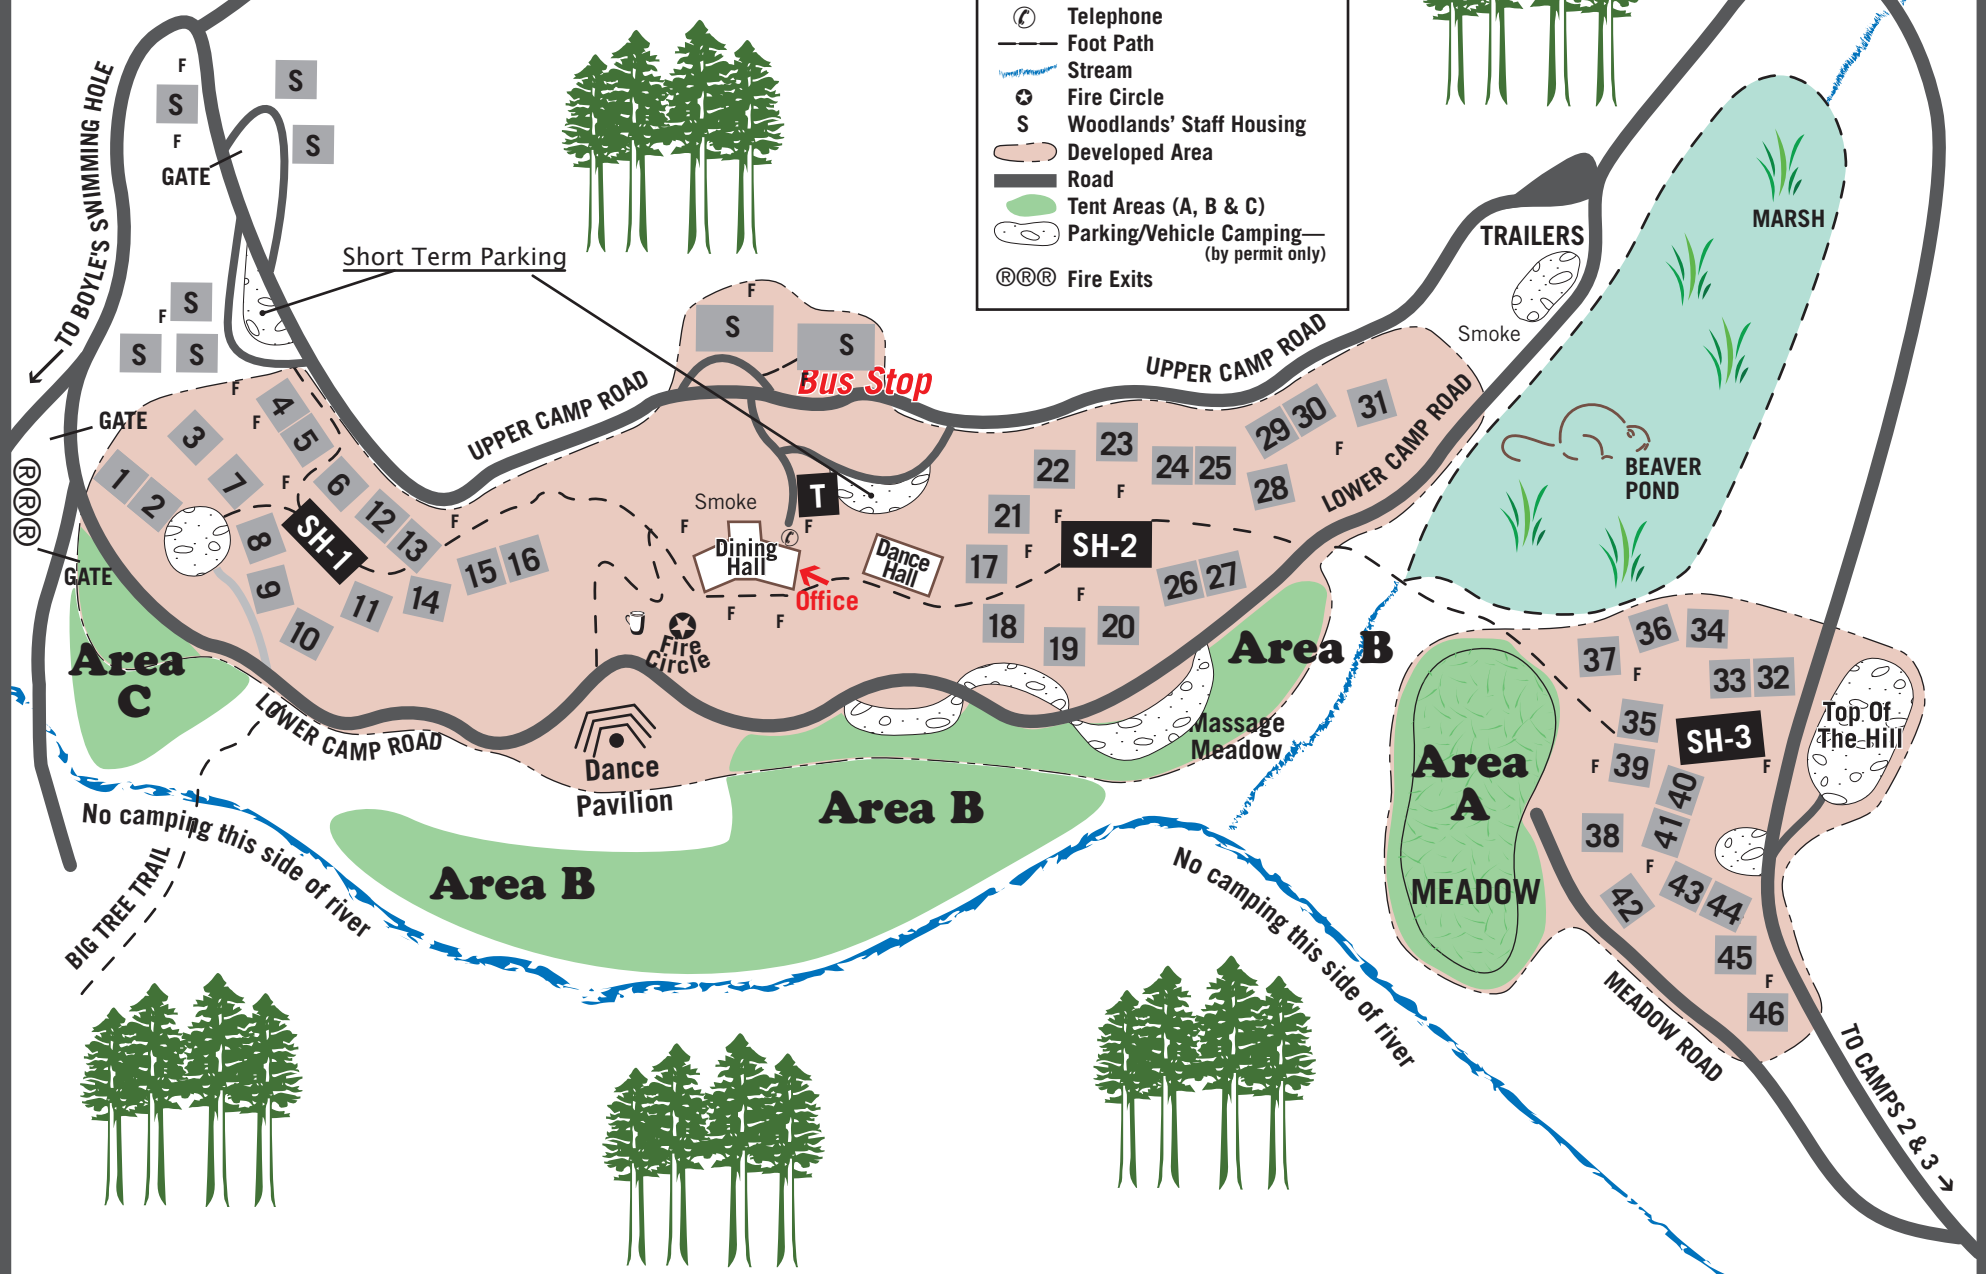 Telephone
Foot Path
Stream
Fire Circle
S
Woodlands' Staff Housing
Developed Area
Road
Tent Areas (A, B & C)
Parking/Vehicle Camping—
(by permit only)
®®® Fire Exits
F
S
F
GATE
S
S
TO BOYLE'S SWIMMING HOLE
S
F
S
S
Short Term Parking
F
S
S
F
Bus Stop
UPPER CAMP ROAD
UPPER CAMP ROAD
TRAILERS
Smoke
MARSH
BEAVER
POND
GATE
®®®
GATE
F
F
F
F
1
2
3
4
5
6
7
8
9
10
11
12
13
14
15
16
SH-1
Smoke
F
T
F
Dining
Hall
Office
F
F
Dance
Hall
Fire
Circle
17
18
19
20
21
22
23
24
25
26
27
28
29
30
31
F
F
F
F
F
SH-2
LOWER CAMP ROAD
Area
C
LOWER CAMP ROAD
Dance
Pavilion
Area B
Massage
Meadow
Area B
Area B
No camping this side of river
BIG TREE TRAIL
No camping this side of river
Area
A
MEADOW
32
33
34
35
36
37
38
39
40
41
42
43
44
45
46
F
F
F
F
F
SH-3
Top Of
The Hill
MEADOW ROAD
TO CAMPS 2 & 3